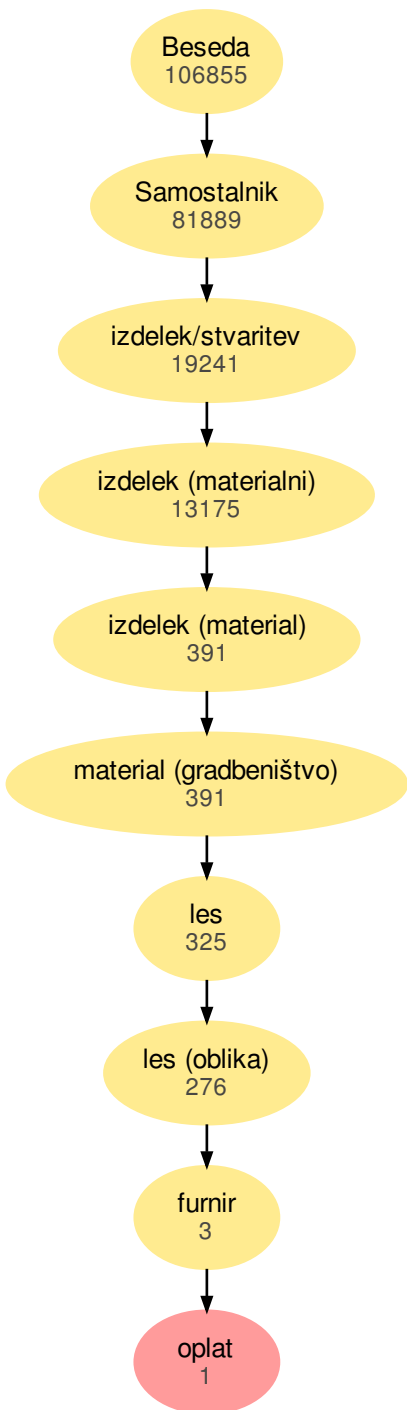 Beseda
106855
Samostalnik
81889
izdelek/stvaritev
19241
izdelek (materialni)
13175
izdelek (material)
391
material (gradbeništvo)
391
les
325
les (oblika)
276
furnir
3
oplat
1